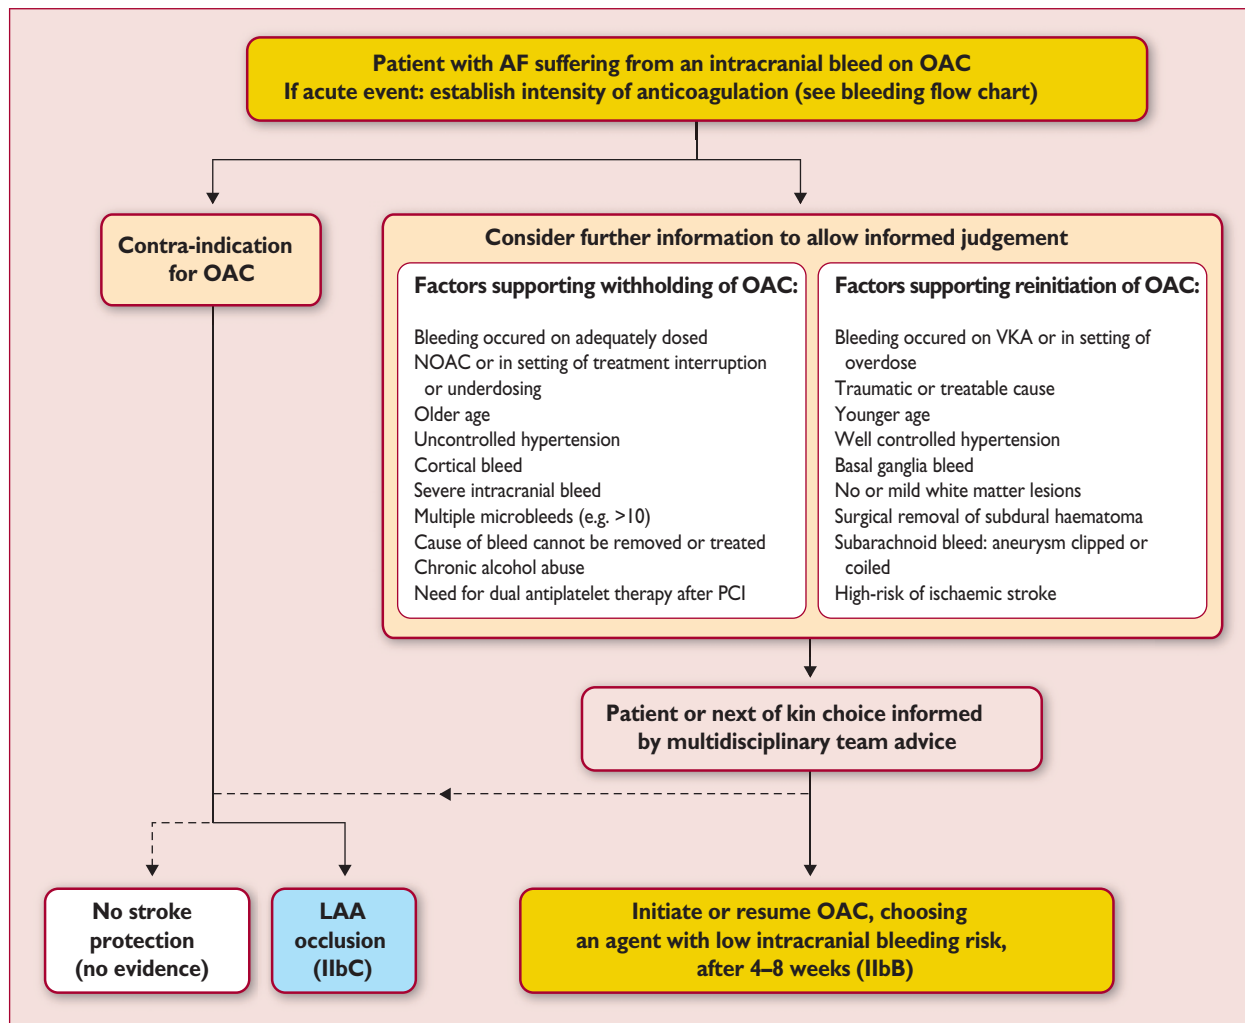 Patient with AF suffering from an intracranial bleed on OAC
If acute event: establish intensity of anticoagulation (see bleeding flow chart)
Contra-indication
for OAC
Consider further information to allow informed judgement
Factors supporting withholding of OAC:
Bleeding occured on adequately dosed
NOAC or in setting of treatment interruption
or underdosing
Older age
Uncontrolled hypertension
Cortical bleed
Severe intracranial bleed
Multiple microbleeds (e.g. >10)
Cause of bleed cannot be removed or treated
Chronic alcohol abuse
Need for dual antiplatelet therapy after PCI
Factors supporting reinitiation of OAC:
Bleeding occured on VKA or in setting of
overdose
Traumatic or treatable cause
Younger age
Well controlled hypertension
Basal ganglia bleed
No or mild white matter lesions
Surgical removal of subdural haematoma
Subarachnoid bleed: aneurysm clipped or
coiled
High-risk of ischaemic stroke
Patient or next of kin choice informed
by multidisciplinary team advice
No stroke
protection
(no evidence)
LAA
occlusion
(IIbC)
Initiate or resume OAC, choosing
an agent with low intracranial bleeding risk,
after 4–8 weeks (IIbB)